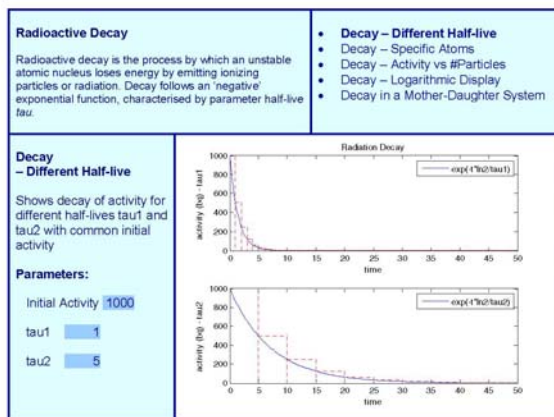 Radioactive Decay
Radioactive decay is the process by which an unstable
atomic nucleus loses energy by emitting ionizing
particles or radiation. Decay follows an 'negative'
exponential function, characterised by parameter half-live
tau.
• Decay – Different Half-live
• Decay – Specific Atoms
• Decay – Activity vs #Particles
• Decay – Logarithmic Display
• Decay in a Mother-Daughter System
Decay
– Different Half-live
Shows decay of activity for
different half-lives tau1 and
tau2 with common initial
activity
Parameters:
Initial Activity 1000
tau1 1
tau2 5
Radiation Decay
activity (bq) - tau1
1000
800
600
400
200
0
exp(-t*ln2/tau1)
0 5 10 15 20 25 30 35 40 45 50
time
activity (bq) - tau2
1000
800
600
400
200
0
exp(-t*ln2/tau2)
0 5 10 15 20 25 30 35 40 45 50
time